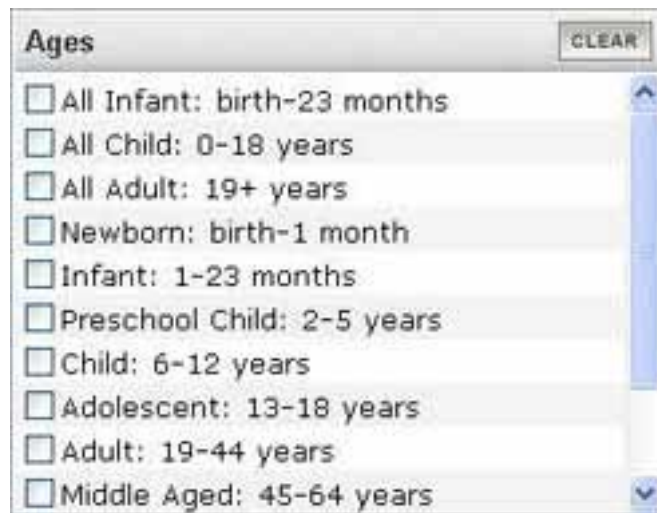 Ages
CLEAR
All Infant: birth-23 months
All Child: 0-18 years
All Adult: 19+ years
Newborn: birth-1 month
Infant: 1-23 months
Preschool Child: 2-5 years
Child: 6-12 years
Adolescent: 13-18 years
Adult: 19-44 years
Middle Aged: 45-64 years